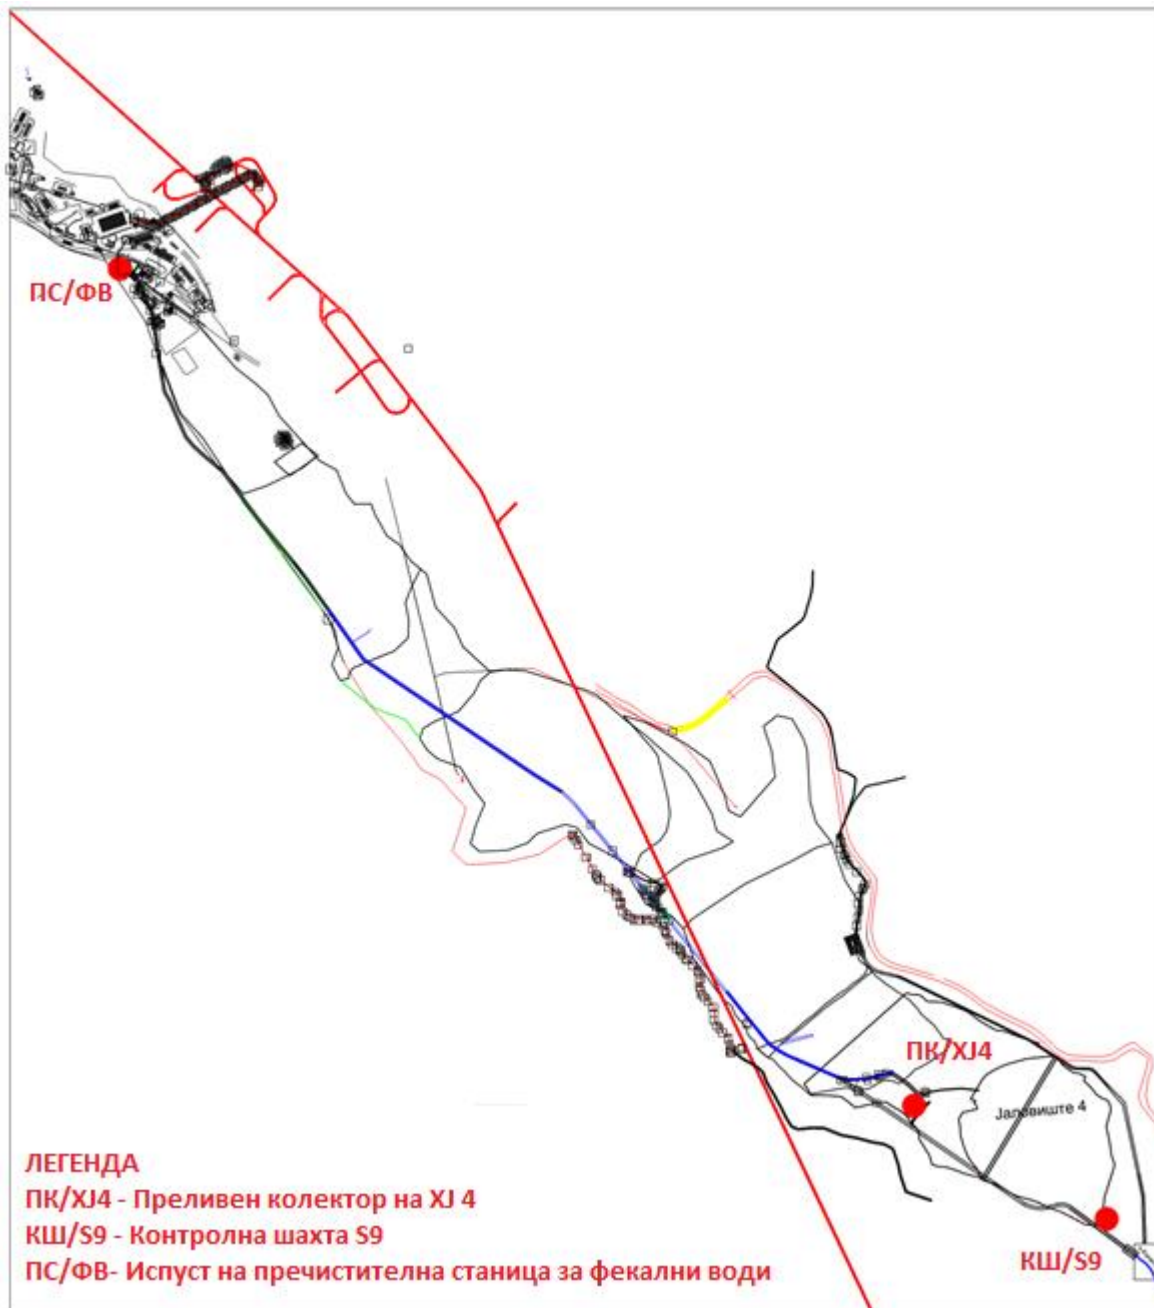 ПС/ФВ
ПК/XJ4
Јаловиште 4
ЛЕГЕНДА
ПК/XJ4 - Преливен колектор на XJ 4
КШ/S9 - Контролна шахта S9
ПС/ФВ- Испуст на пречистителна станица за фекални води
КШ/S9